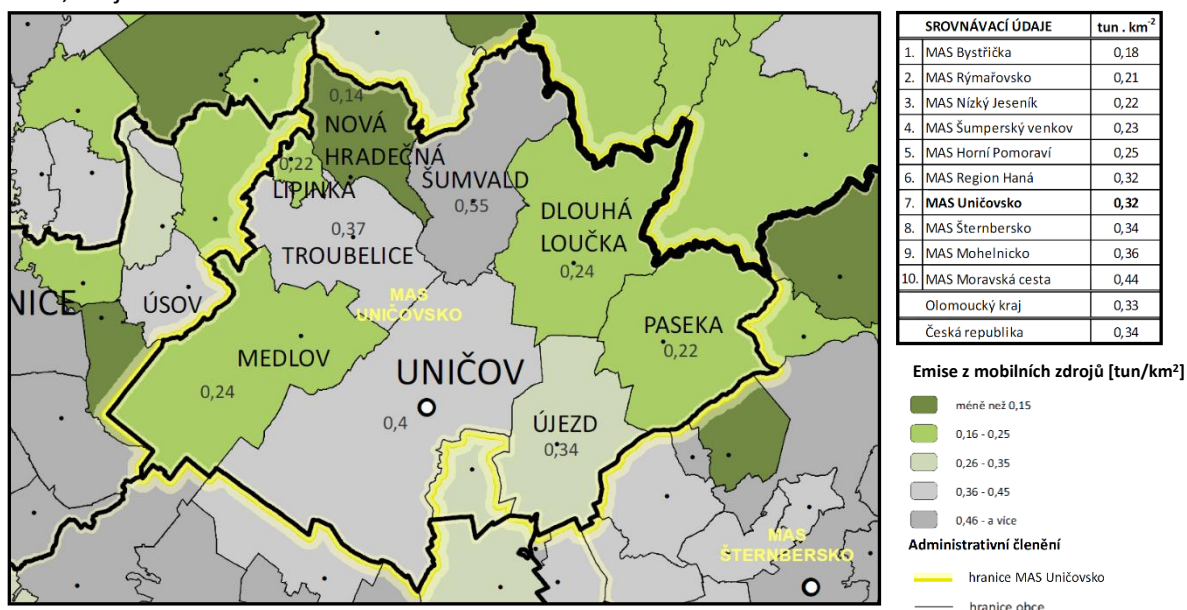 0,14
NOVÁ
HRADEČNÁ
0,22
LIPINKA
ŠUMVALD
0,55
0,37
TROUBELICE
DLOUHÁ
LOUČKA
0,24
NICE
ÚSOV
MAS
UNIČOVSKO
PASEKA
0,22
MEDLOV
0,24
UNIČOV
0,4
ÚJEZD
0,34
MAS
ŠTERNBERSKO
SROVNÁVACÍ ÚDAJE tun . km-2
1. MAS Bystřička 0,18
2. MAS Rýmařovsko 0,21
3. MAS Nízký Jeseník 0,22
4. MAS Šumperský venkov 0,23
5. MAS Horní Pomoraví 0,25
6. MAS Region Haná 0,32
7. MAS Uničovsko 0,32
8. MAS Šternbersko 0,34
9. MAS Mohelnicko 0,36
10. MAS Moravská cesta 0,44
Olomoucký kraj 0,33
Česká republika 0,34
Emise z mobilních zdrojů [tun/km²]
méně než 0,15
0,16 - 0,25
0,26 - 0,35
0,36 - 0,45
0,46 - a více
Administrativní členění
hranice MAS Uničovsko
hranice obce